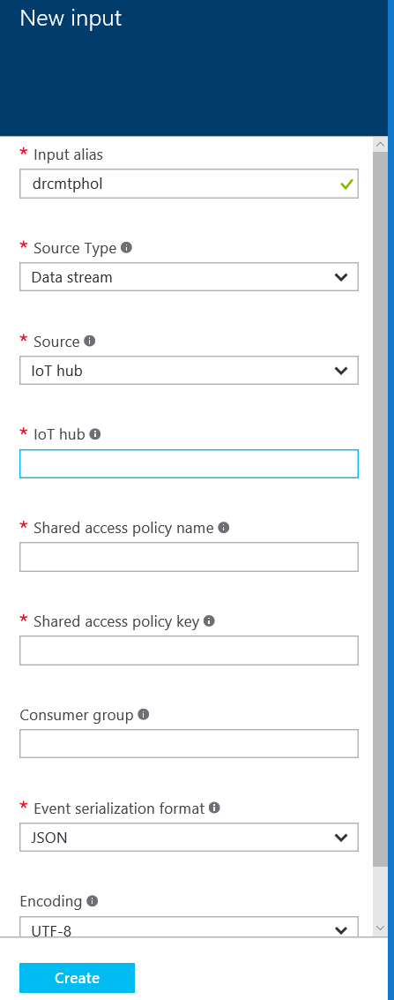 New input
* Input alias
drcmtphol
* Source Type
Data stream
* Source
IoT hub
* IoT hub
* Shared access policy name
* Shared access policy key
Consumer group
* Event serialization format
JSON
Encoding
UTF-8
Create